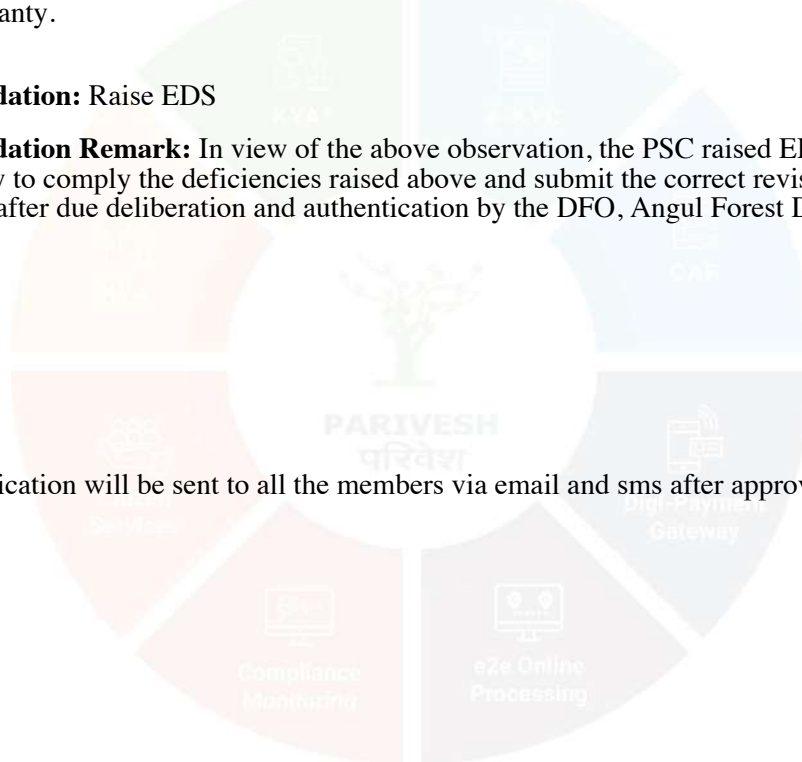 anty.
dation: Raise EDS
dation Remark: In view of the above observation, the PSC raised E
y to comply the deficiencies raised above and submit the correct revis
after due deliberation and authentication by the DFO, Angul Forest D
ication will be sent to all the members via email and sms after approv
KYA
KYC
CAF
PARIVESH
परिवेश
Services
Digi-Payment
Gateway
Compliance
Monitoring
e2e Online
Processing